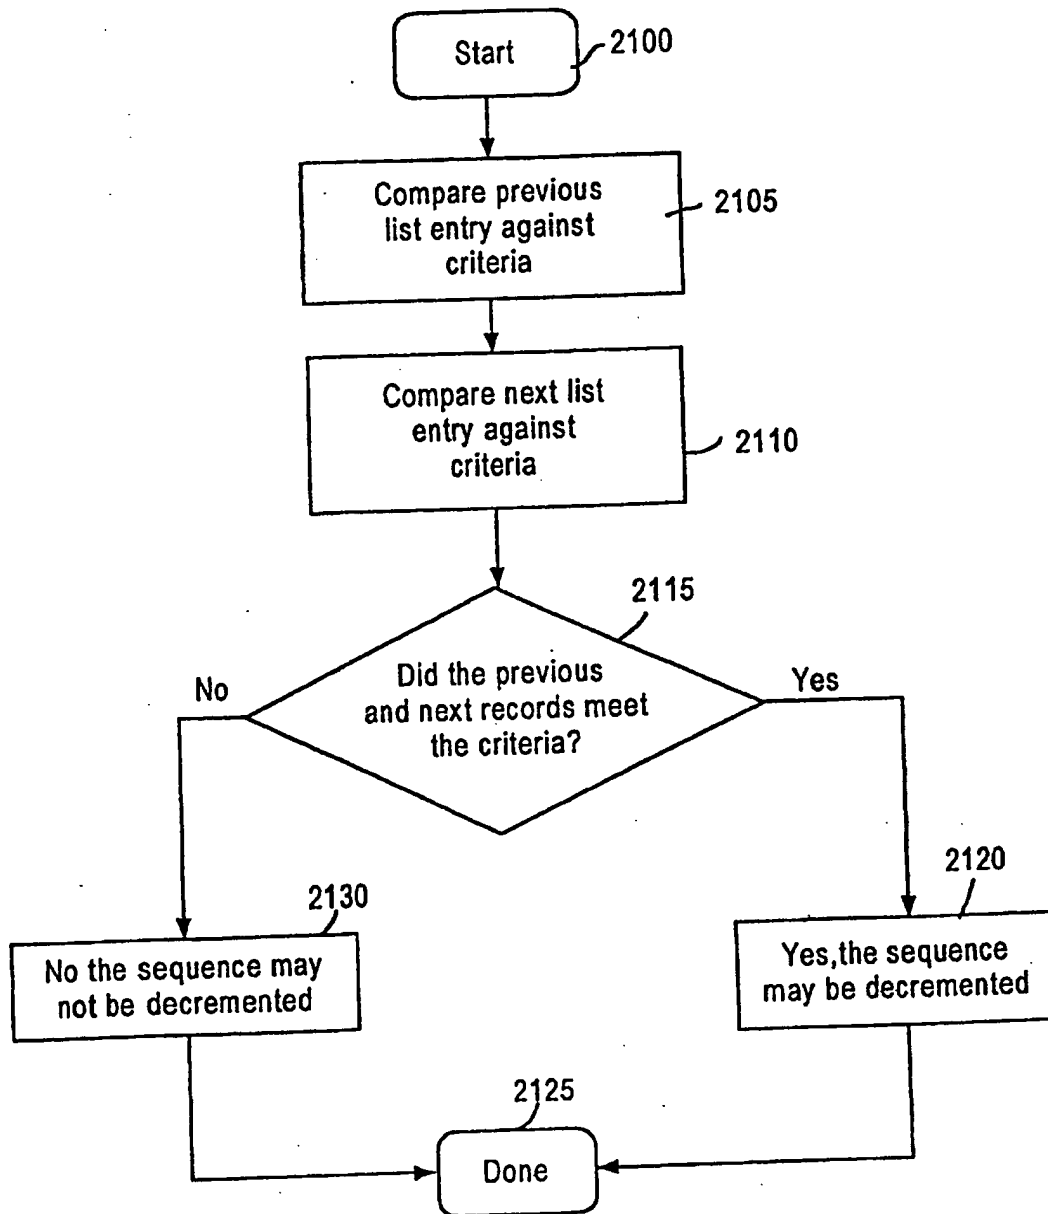 Start
2100
Compare previous
list entry against
criteria
2105
Compare next list
entry against
criteria
2110
2115
Did the previous
and next records meet
the criteria?
No
Yes
2130
No the sequence may
not be decremented
2120
Yes,the sequence
may be decremented
2125
Done